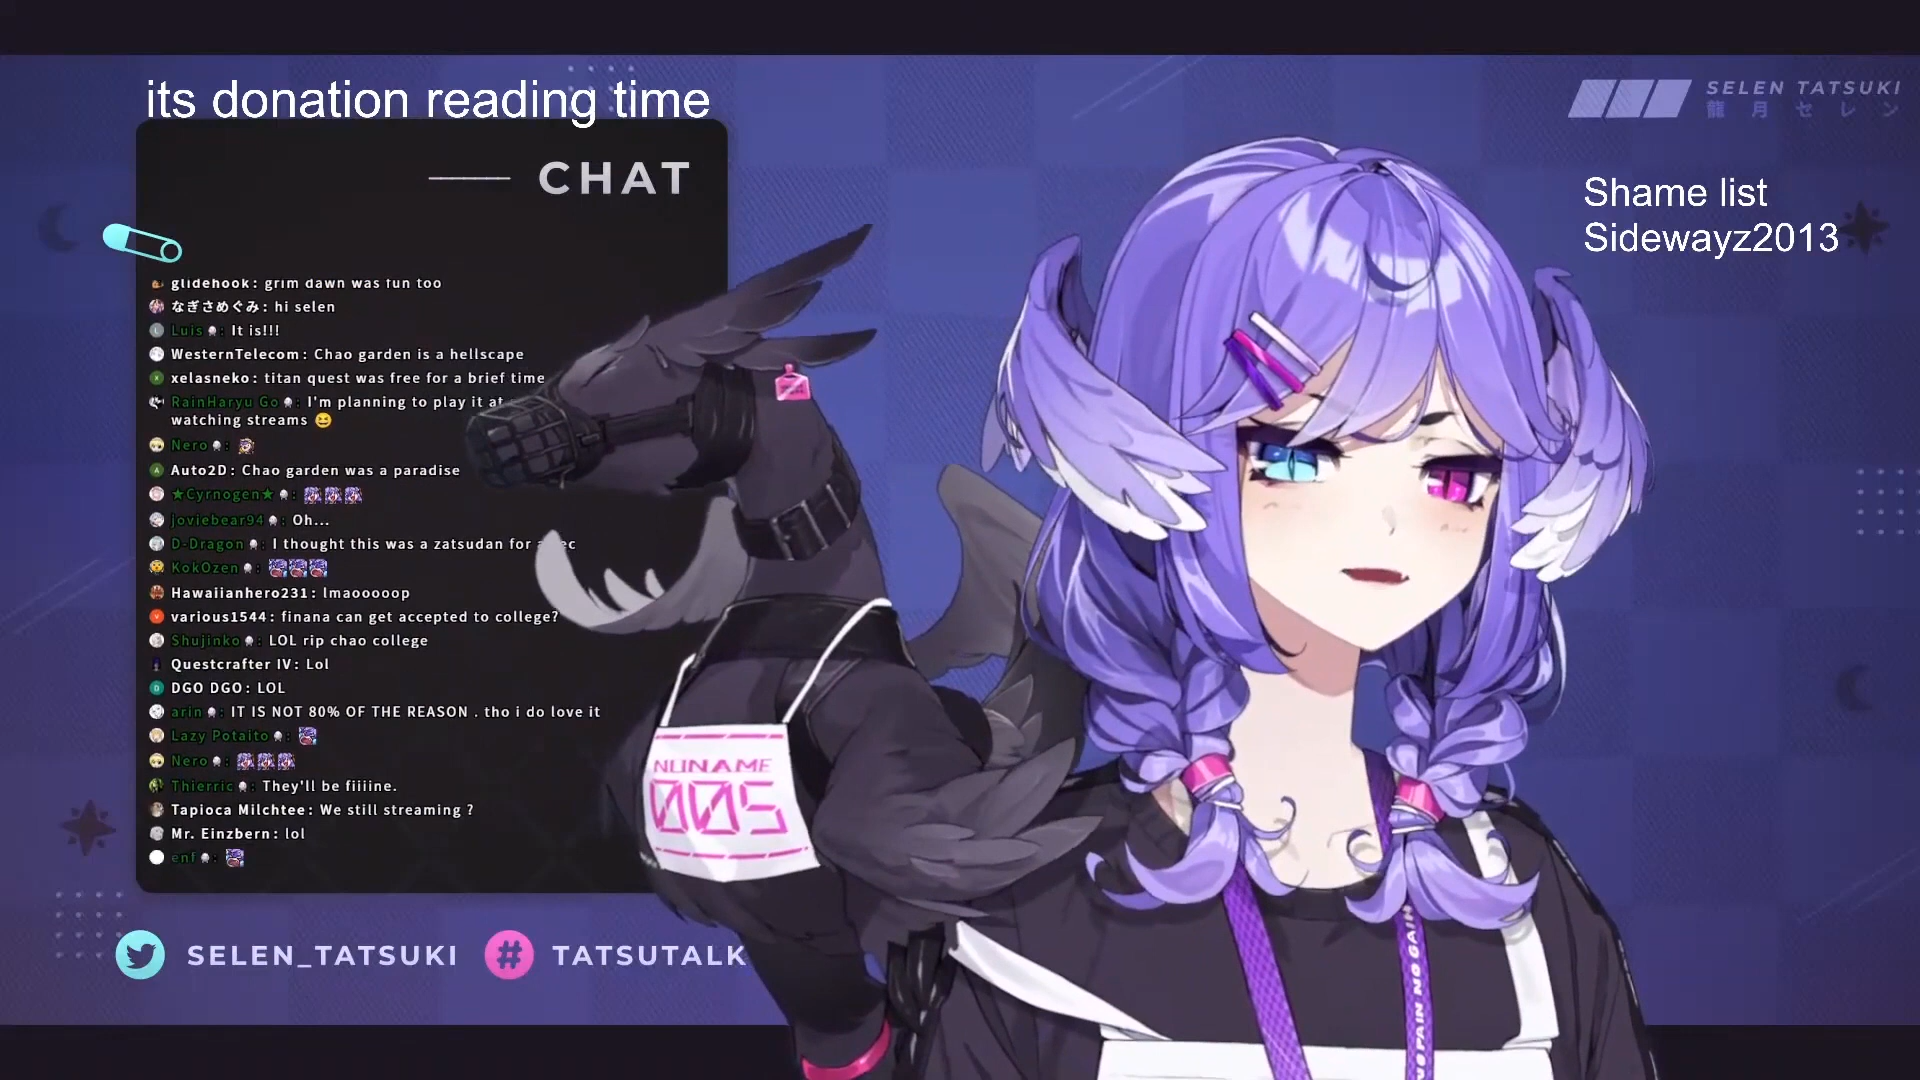 its donation reading time
SELEN TATSUKI
龍月セレン
CHAT
Shame list
Sidewayz2013
glidehook: grim dawn was fun too
なぎさめぐみ: hi selen
Luis: It is!!!
WesternTelecom: Chao garden is a hellscape
xelasneko: titan quest was free for a brief time
RainHaryu Go: I'm planning to play it at
watching streams 😆
Nero:
Auto2D: Chao garden was a paradise
★Cyrnogen★:
Joviebear94: Oh...
D-Dragon: I thought this was a zatsudan for
KokOzen:
Hawaiianhero231: lmaooooop
various1544: finana can get accepted to college?
Shujinko: LOL rip chao college
Questcrafter IV: Lol
DGO DGO: LOL
arin: IT IS NOT 80% OF THE REASON . tho i do love it
Lazy Potaito:
Nero:
Thierric: They'll be fiiiine.
Tapioca Milchtee: We still streaming ?
Mr. Einzbern: lol
enf:
NUNAME
005
SELEN_TATSUKI # TATSUTALK
NO PAIN NO GAIN